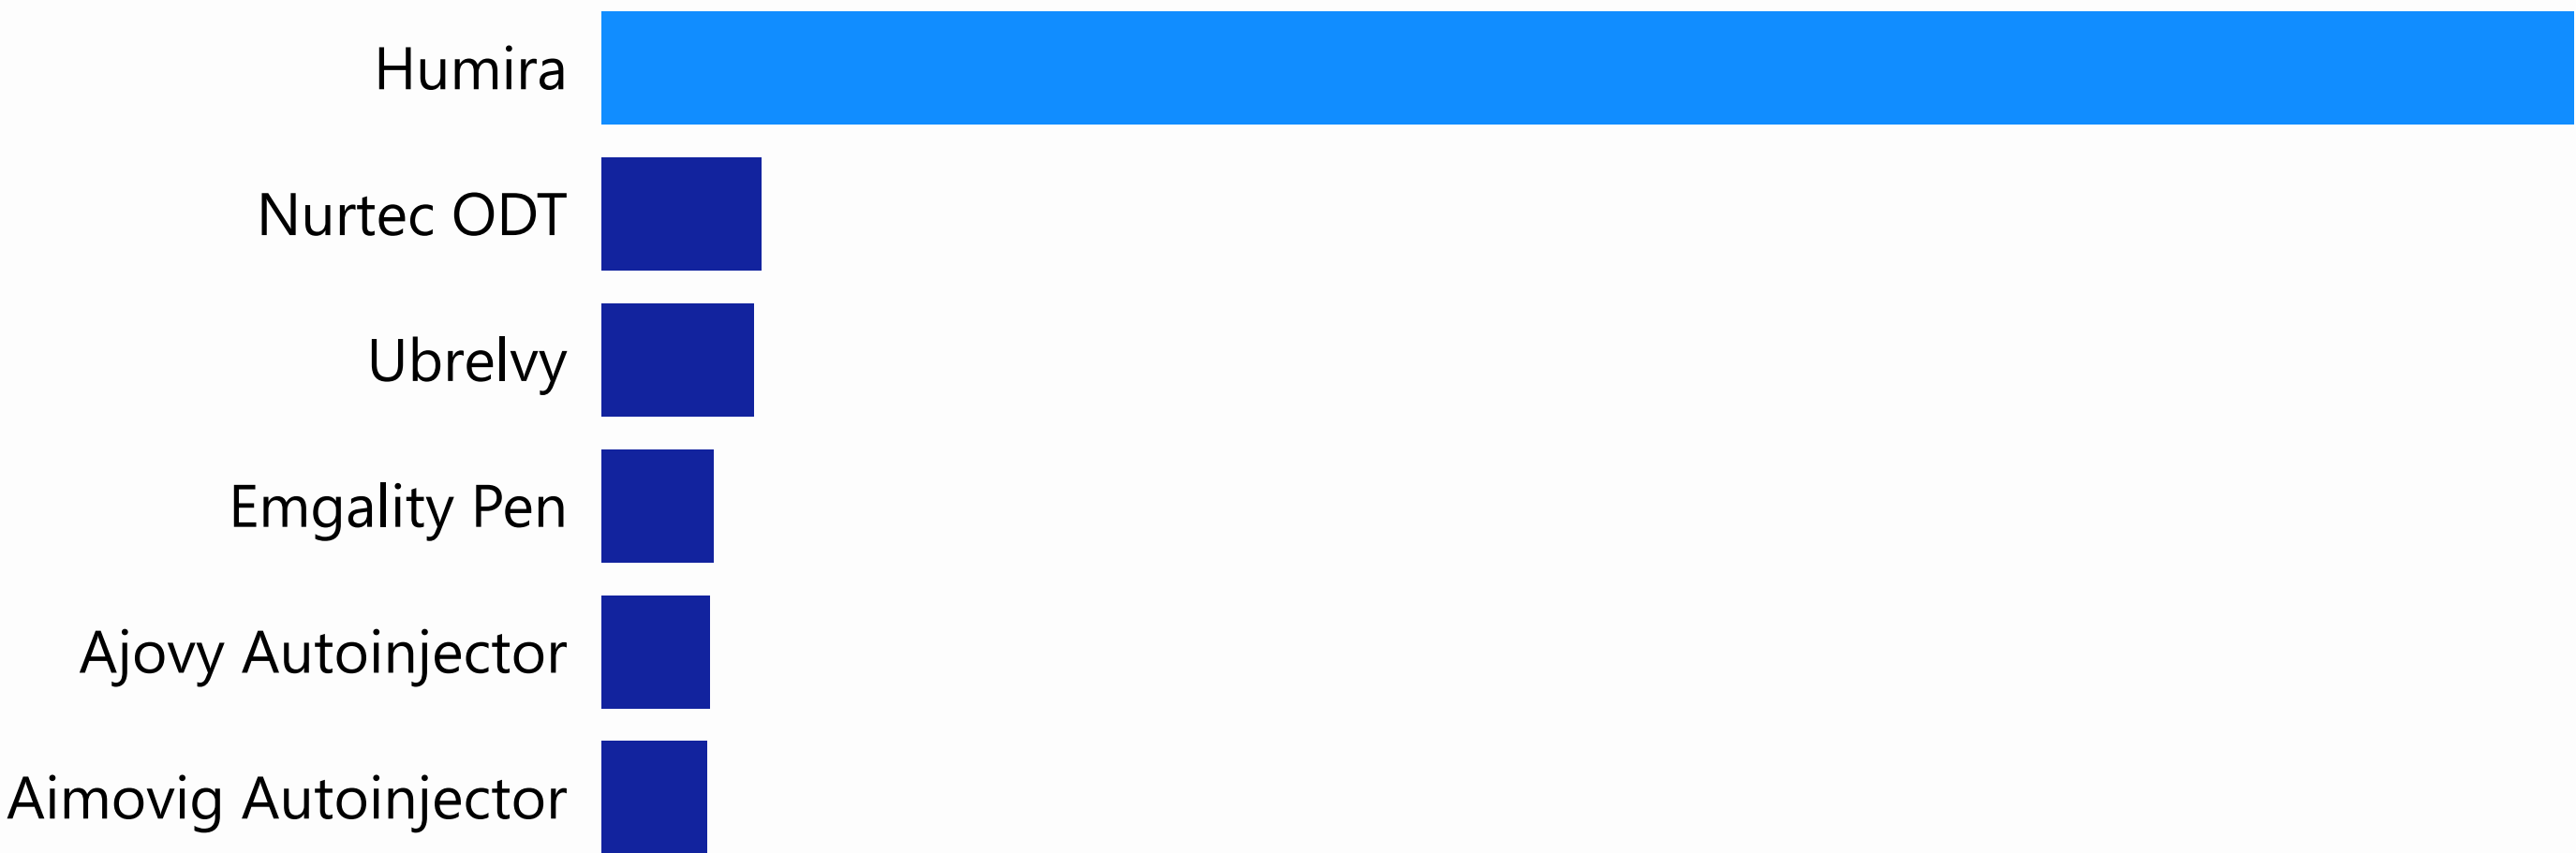 Humira
Nurtec ODT
Ubrelvy
Emgality Pen
Ajovy Autoinjector
Aimovig Autoinjector